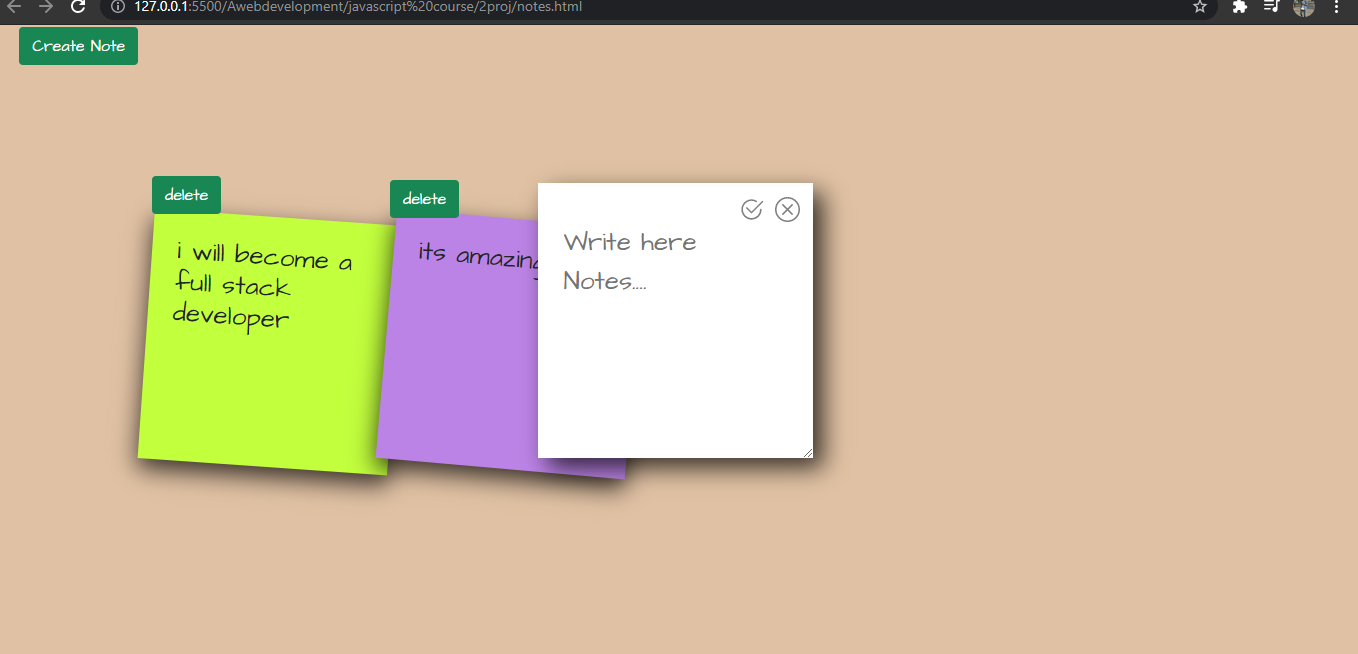 127.0.0.1:5500/Awebdevelopment/javascript%20course/2proj/notes.html
Create Note
delete
i will become a
full stack
developer
delete
its amazing
Write here
Notes....